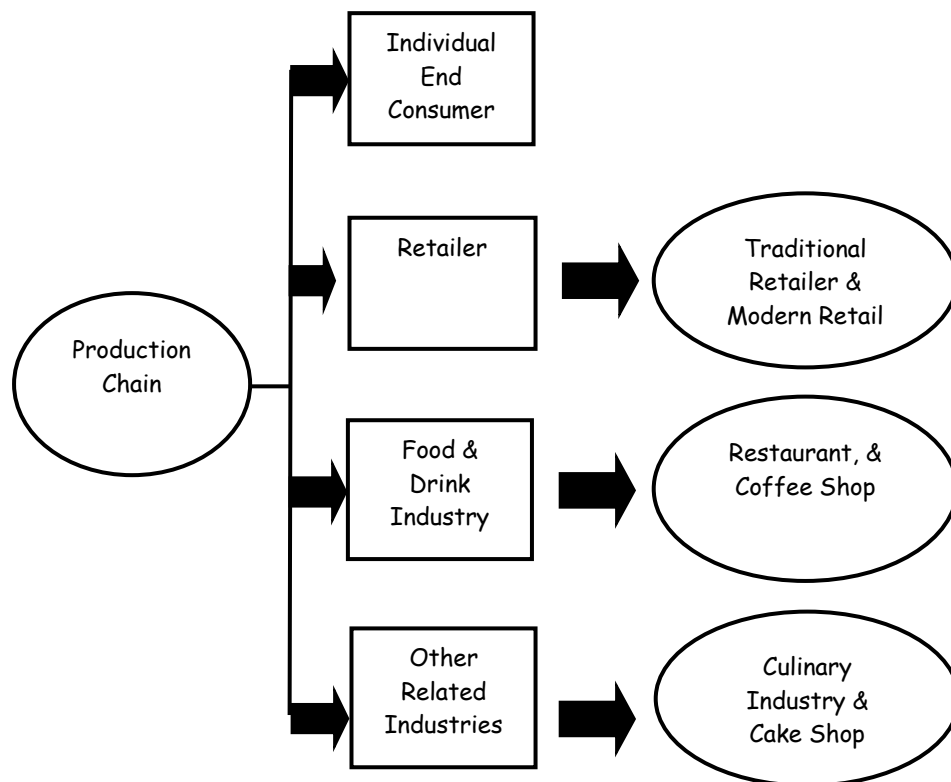 Individual
End
Consumer
Retailer
Traditional
Retailer &
Modern Retail
Production
Chain
Food &
Drink
Industry
Restaurant, &
Coffee Shop
Other
Related
Industries
Culinary
Industry &
Cake Shop